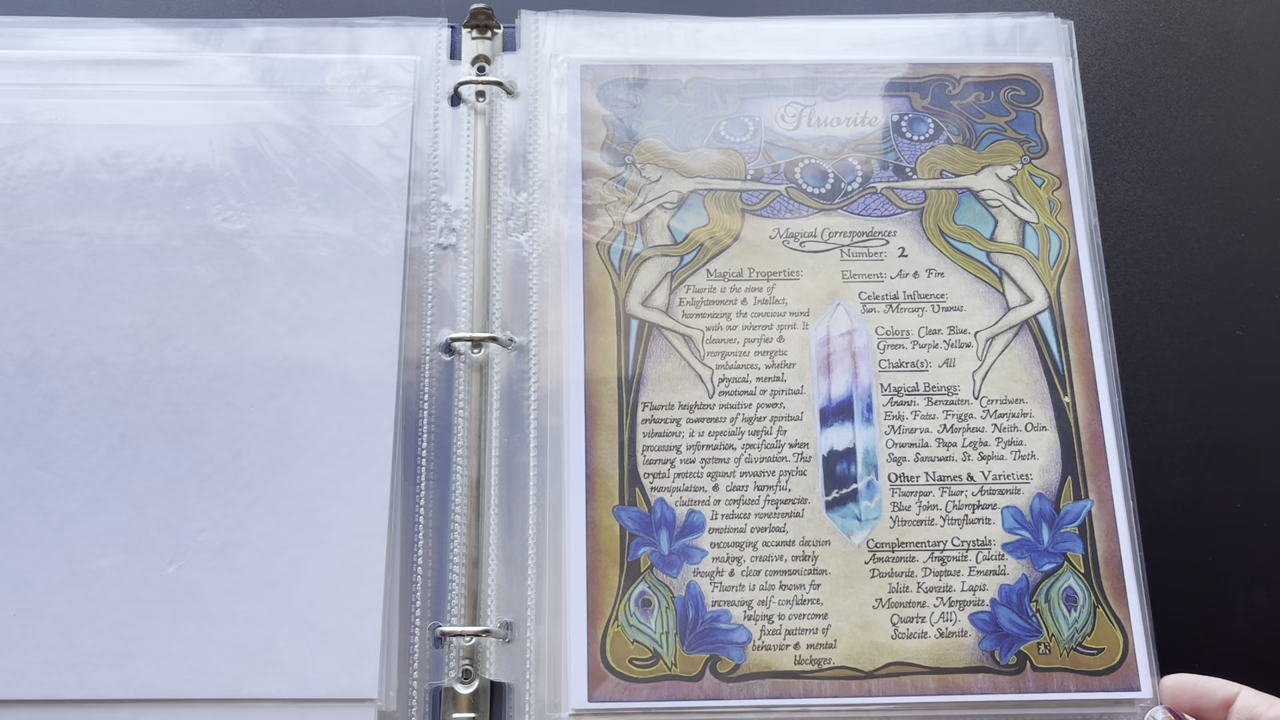 Fluorite
Magical Correspondences
Number: 2
Element: Air & Fire
Celestial Influence:
Sun. Mercury. Uranus.
Colors: Clear. Blue.
Green. Purple. Yellow.
Chakra(s): All
Magical Beings:
Anansi. Benzaiten. Cerridwen.
Enki. Fates. Frigga. Manjushri.
Minerva. Morpheus. Neith. Odin
Orunmila. Papa Legba. Pythia.
Saga. Saraswati. St. Sophia. Thoth.
Other Names & Varieties:
Fluorspar. Fluor; Antozonite.
Blue John. Chlorophane.
Yttrocerite. Yttrofluorite.
Complementary Crystals:
Amazonite. Aragonite. Calcite.
Danburite. Dioptase. Emerald.
Iolite. Kunzite. Lapis.
Moonstone. Morganite.
Quartz (All).
Scolecite. Selenite.
Magical Properties:
Fluorite is the stone of
Enlightenment & Intellect,
harmonizing the conscious mind
with our inherent spirit. It
cleanses, purifies &
reorganizes energetic
imbalances, whether
physical, mental,
emotional or spiritual.
Fluorite heightens intuitive powers,
enhancing awareness of higher spiritual
vibrations; it is especially useful for
processing information, specifically when
learning new systems of divination. This
crystal protects against invasive psychic
manipulation, & clears harmful,
cluttered or confused frequencies.
It reduces nonessential
emotional overload,
encouraging accurate decision
making, creative, orderly
thought & clear communication.
Fluorite is also known for
increasing self-confidence,
helping to overcome
fixed patterns of
behavior & mental
blockages.